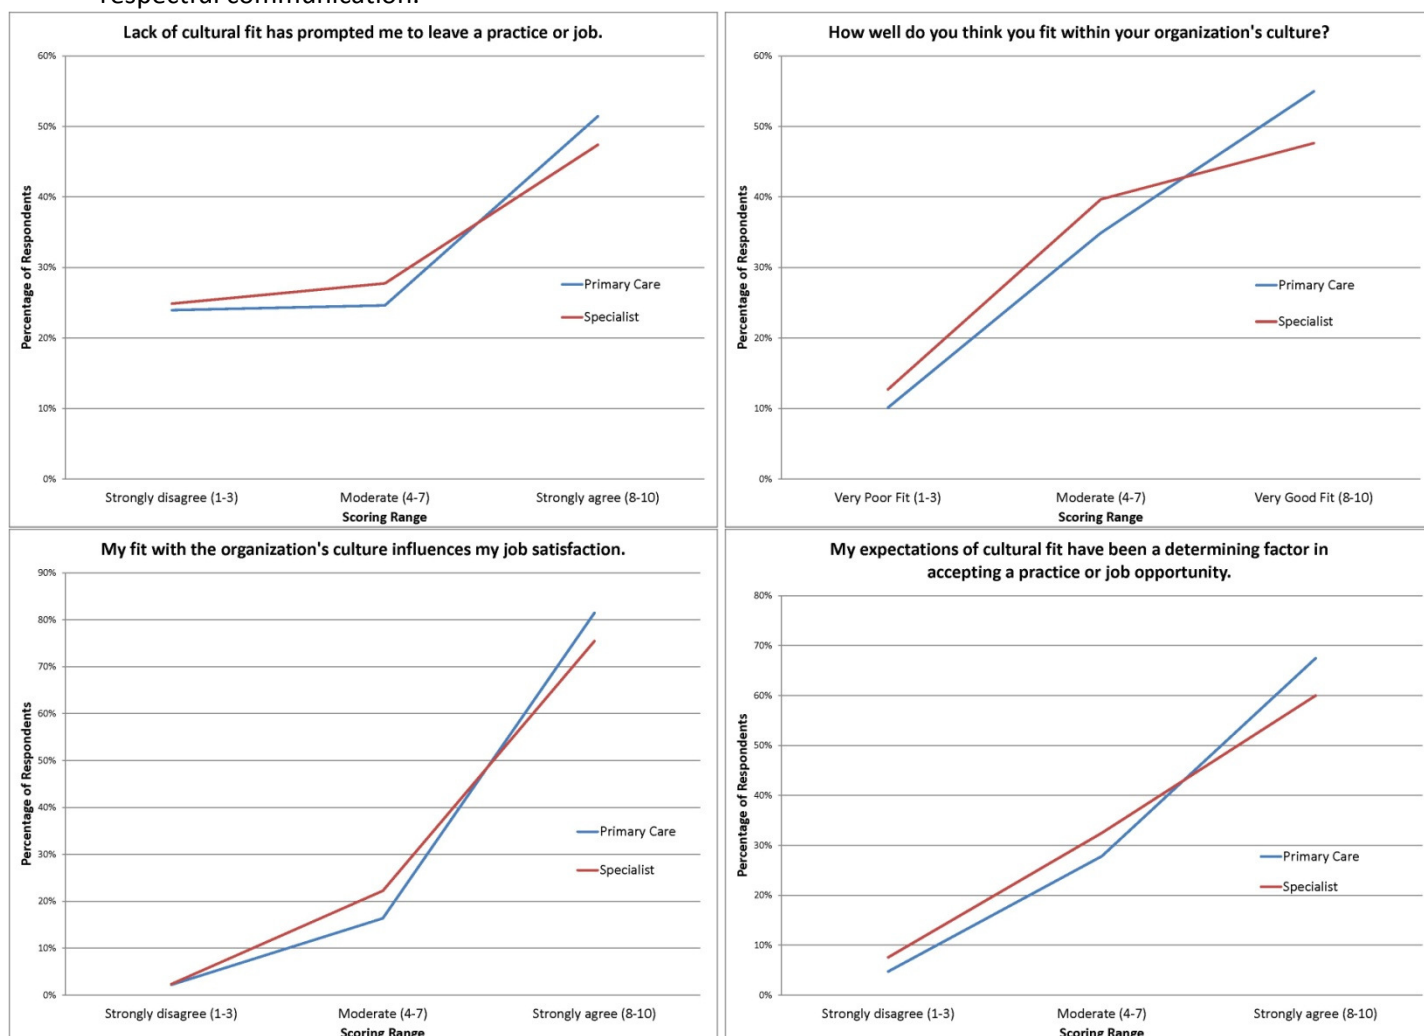 respectful communication.
Lack of cultural fit has prompted me to leave a practice or job.
60%
50%
40%
30%
20%
10%
0%
Percentage of Respondents
Primary Care
Specialist
Strongly disagree (1-3)
Moderate (4-7)
Strongly agree (8-10)
Scoring Range
How well do you think you fit within your organization's culture?
60%
50%
40%
30%
20%
10%
0%
Percentage of Respondents
Primary Care
Specialist
Very Poor Fit (1-3)
Moderate (4-7)
Very Good Fit (8-10)
Scoring Range
My fit with the organization's culture influences my job satisfaction.
90%
80%
70%
60%
50%
40%
30%
20%
10%
0%
Percentage of Respondents
Primary Care
Specialist
Strongly disagree (1-3)
Moderate (4-7)
Strongly agree (8-10)
Scoring Range
My expectations of cultural fit have been a determining factor in
accepting a practice or job opportunity.
80%
70%
60%
50%
40%
30%
20%
10%
0%
Percentage of Respondents
Primary Care
Specialist
Strongly disagree (1-3)
Moderate (4-7)
Strongly agree (8-10)
Scoring Range